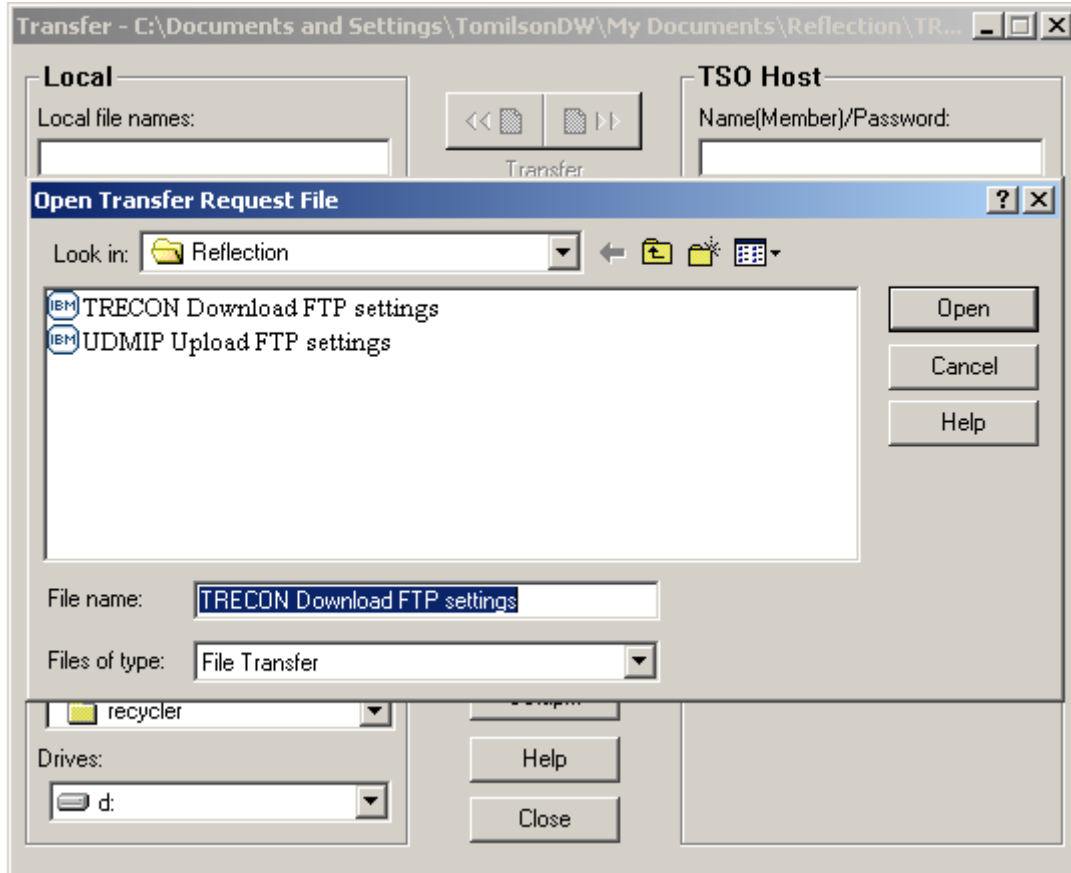 Transfer - C:\Documents and Settings\TomilsonDW\My Documents\Reflection\TR...
Local
TSO Host
Local file names:
Name(Member)/Password:
Transfer
Open Transfer Request File
Look in: Reflection
IBM TRECON Download FTP settings
IBM UDMIP Upload FTP settings
Open
Cancel
Help
File name: TRECON Download FTP settings
Files of type: File Transfer
recycler
Drives:
Help
d:
Close